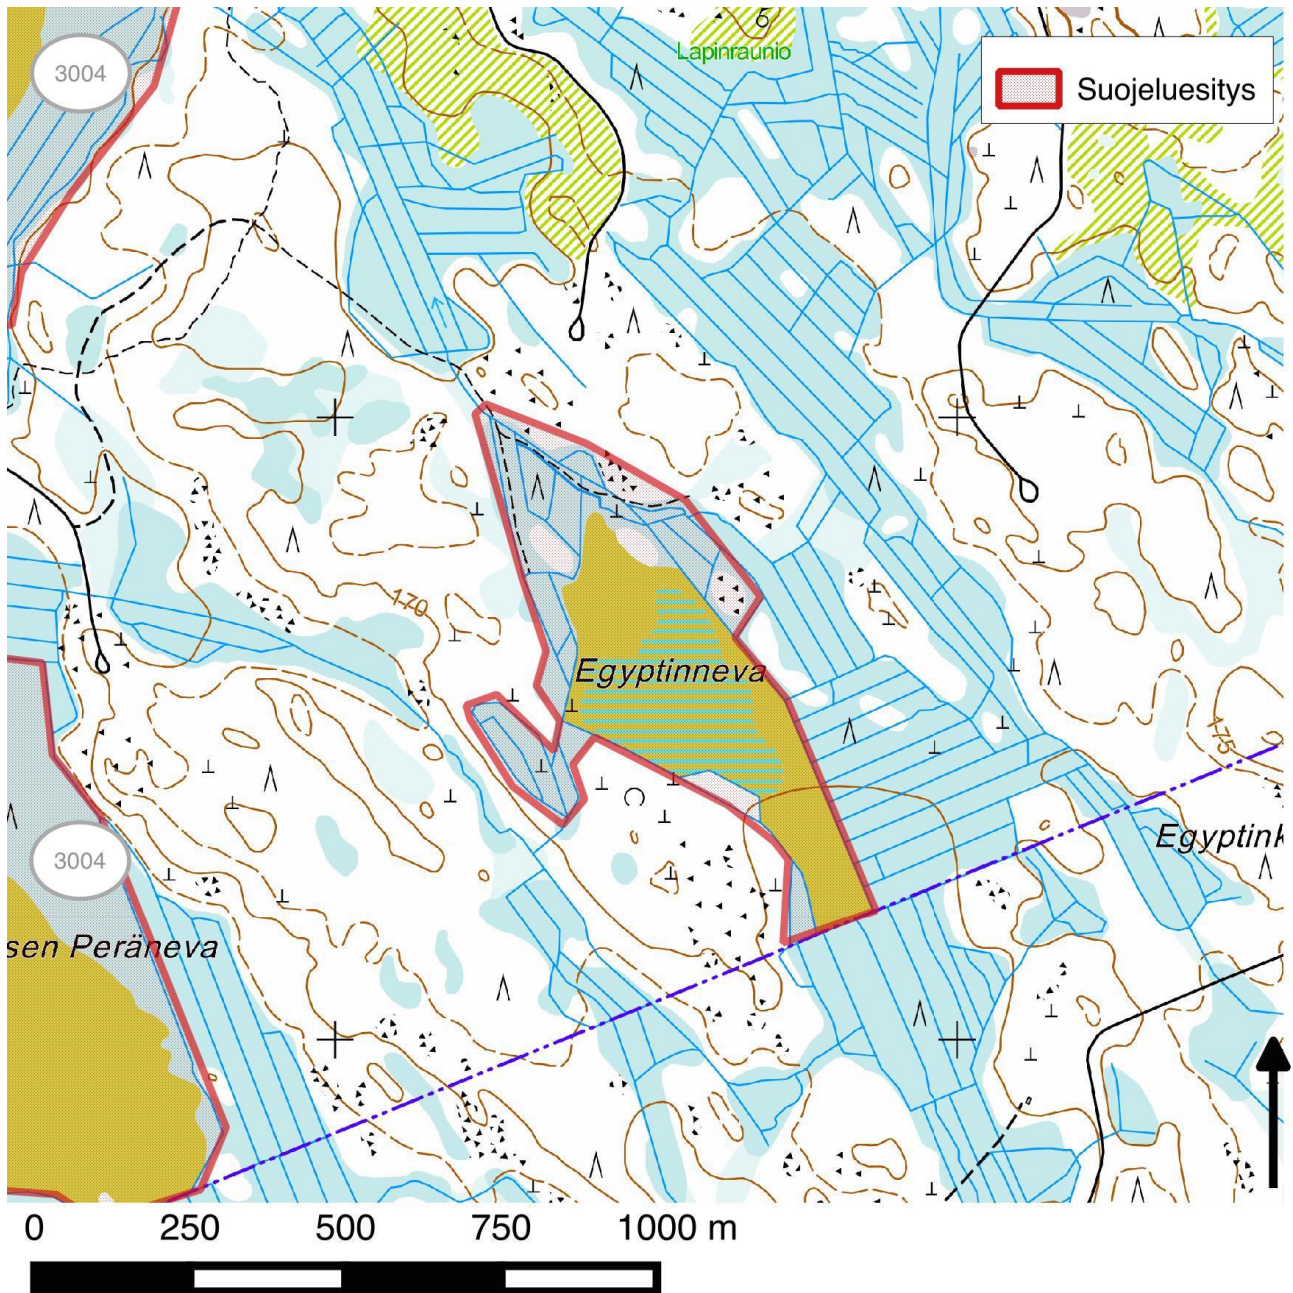 3004
Lapinraunio
Suojeluesitys
170
Egyptinneva
175
Egyptink
3004
sen Peräneva
0 250 500 750 1000 m